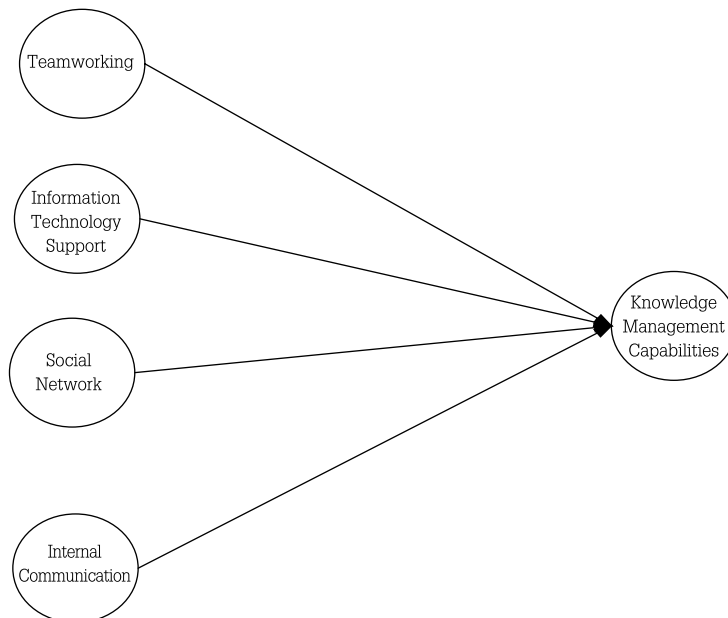 Teamworking
Information
Technology
Support
Social
Network
Internal
Communication
Knowledge
Management
Capabilities